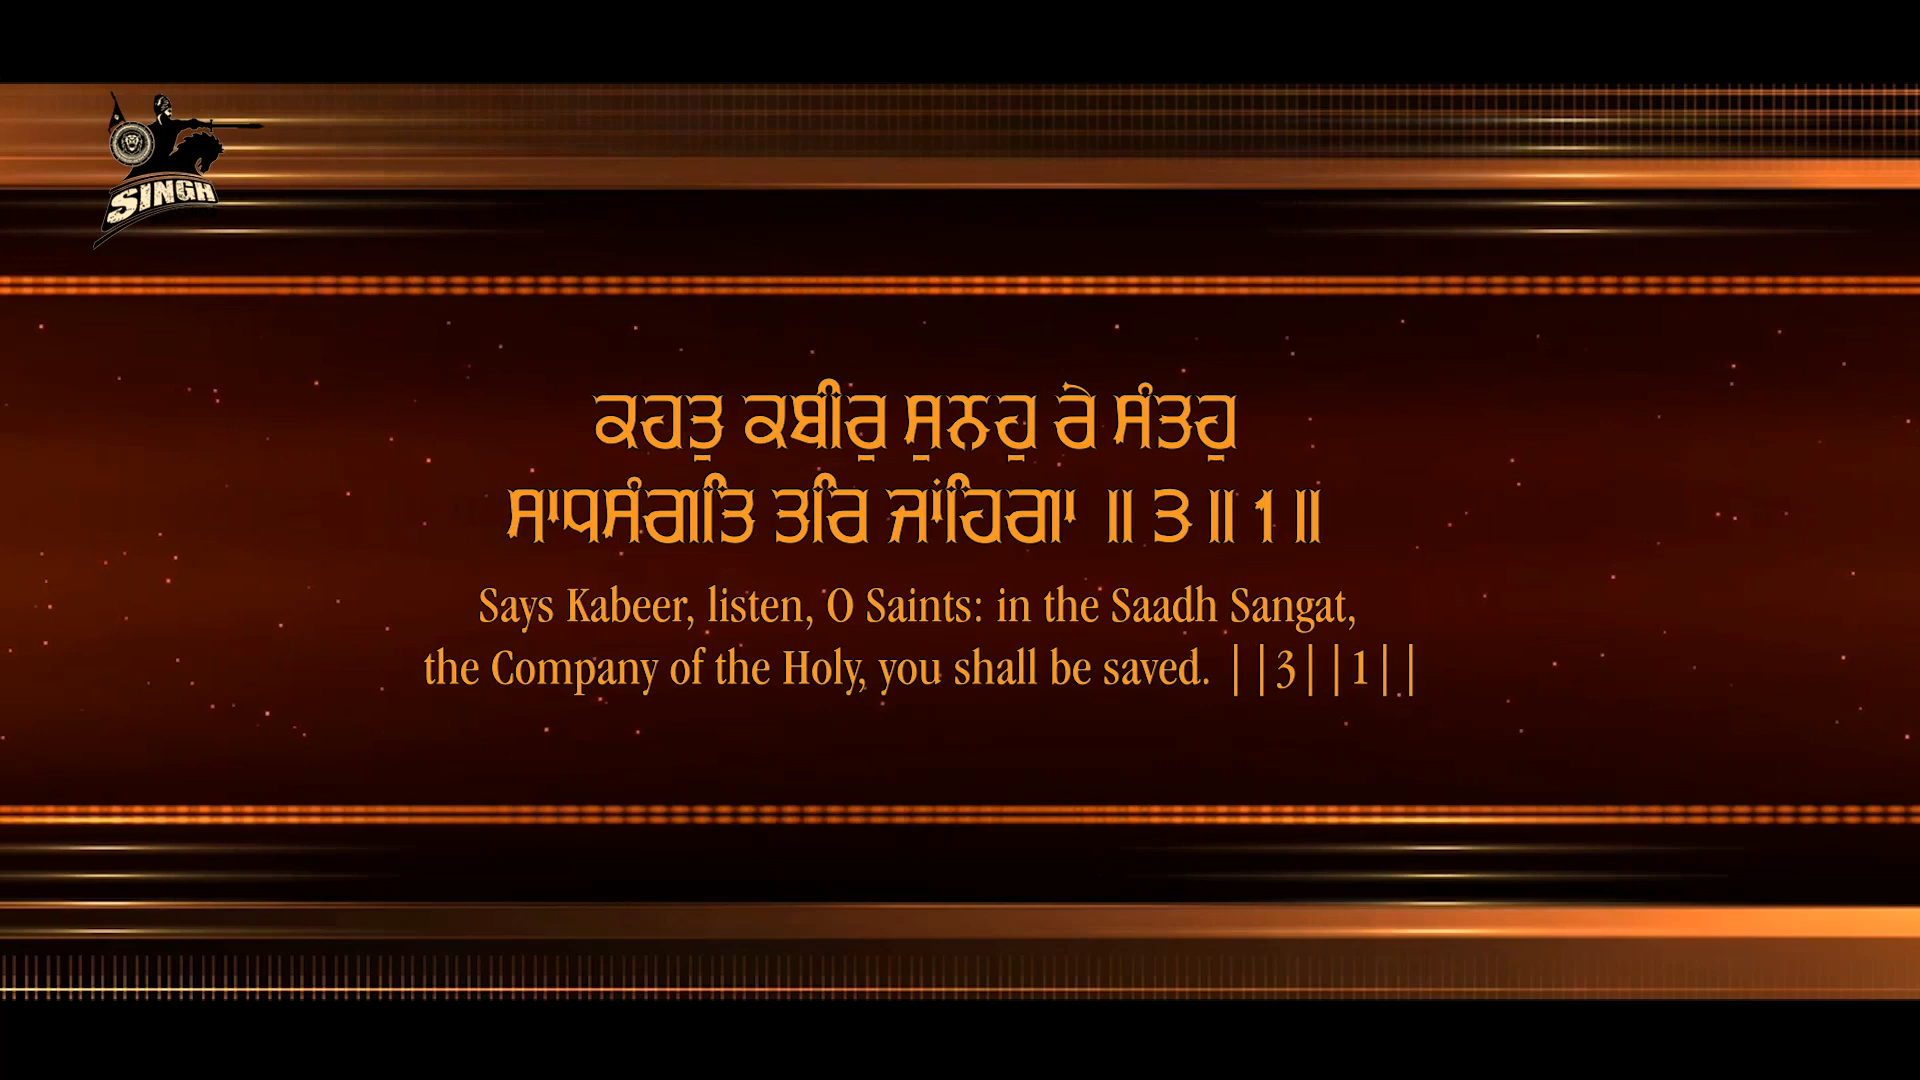 SINGH
ਕਹਤੁ ਕਬੀਰੁ ਸੁਨਹੁ ਰੇ ਸੰਤਹੁ
ਸਾਧਸੰਗਤਿ ਤਰਿ ਜਾਂਹਿਗਾ ॥ ੩ ॥ 1 ॥
Says Kabeer, listen, O Saints: in the Saadh Sangat,
the Company of the Holy, you shall be saved. ||3||1||